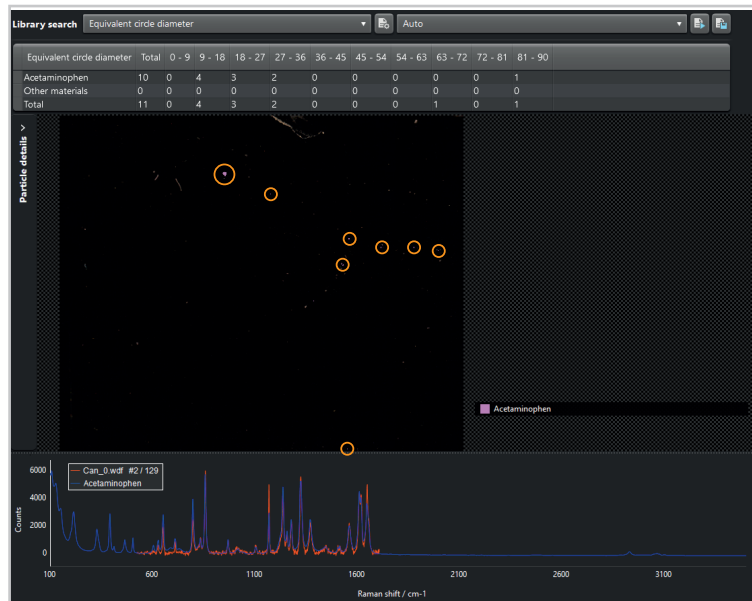 Library search Equivalent circle diameter Auto
Equivalent circle diameter Total 0 - 9 9 - 18 18 - 27 27 - 36 36 - 45 45 - 54 54 - 63 63 - 72 72 - 81 81 - 90
Acetaminophen 10 0 4 3 2 0 0 0 0 0 1
Other materials 0 0 0 0 0 0 0 0 0 0 0
Total 11 0 4 3 2 0 0 0 1 0 1
Particle details
Acetaminophen
6000
4000
2000
0
Counts
Can_0.wdf #2 / 129
Acetaminophen
100 600 1100 1600 2100 2600 3100
Raman shift / cm-1